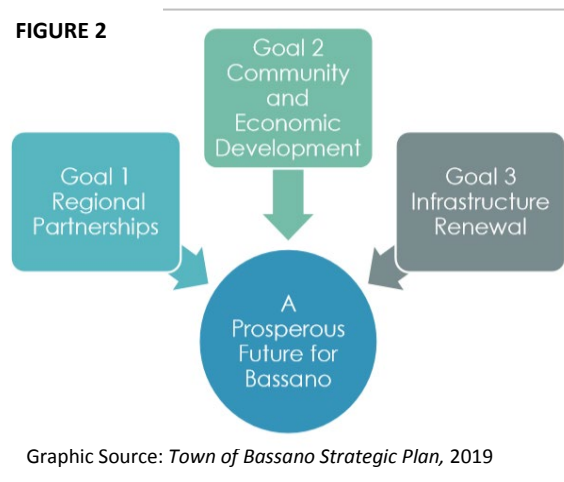 FIGURE 2
Goal 2
Community
and
Economic
Development
Goal 1
Regional
Partnerships
Goal 3
Infrastructure
Renewal
A
Prosperous
Future for
Bassano
Graphic Source: Town of Bassano Strategic Plan, 2019